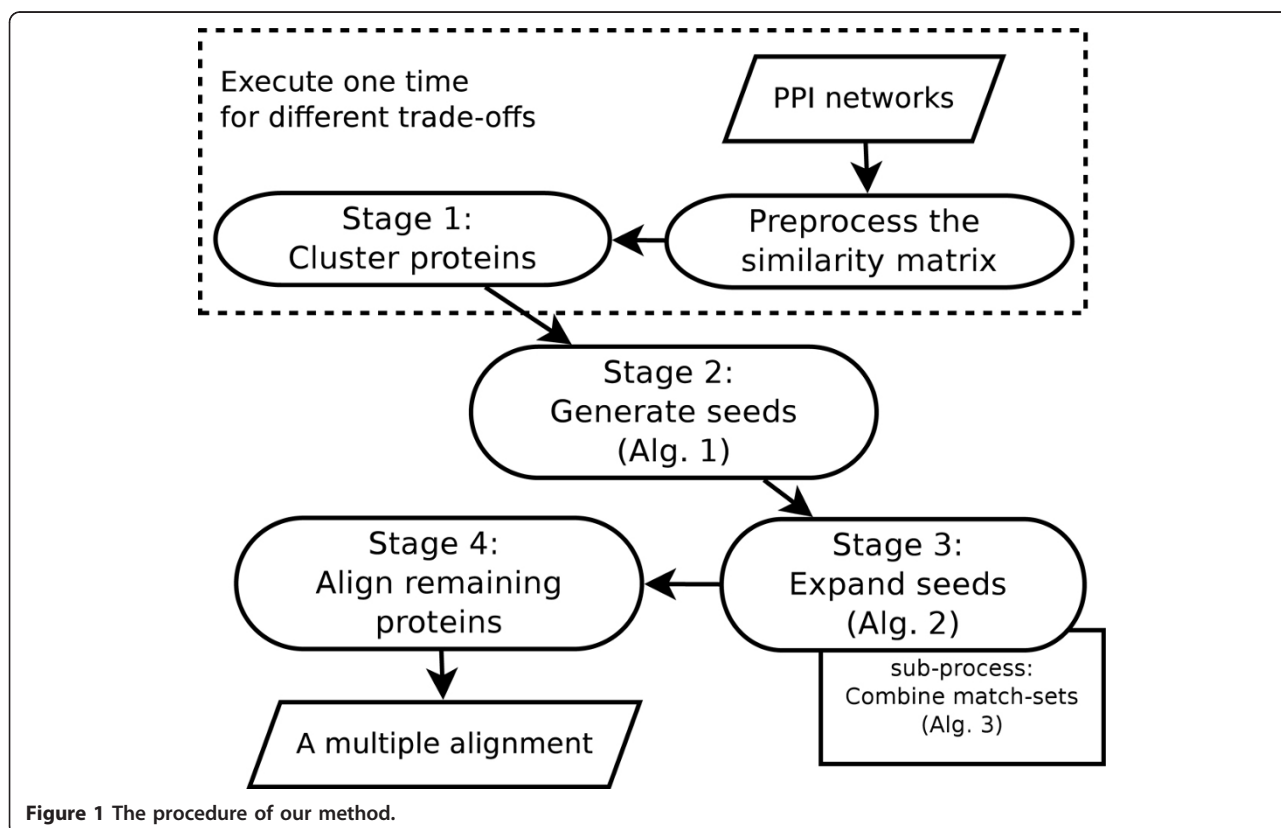 Execute one time
for different trade-offs
PPI networks
Preprocess the
similarity matrix
Stage 1:
Cluster proteins
Stage 2:
Generate seeds
(Alg. 1)
Stage 3:
Expand seeds
(Alg. 2)
sub-process:
Combine match-sets
(Alg. 3)
Stage 4:
Align remaining
proteins
A multiple alignment
Figure 1 The procedure of our method.